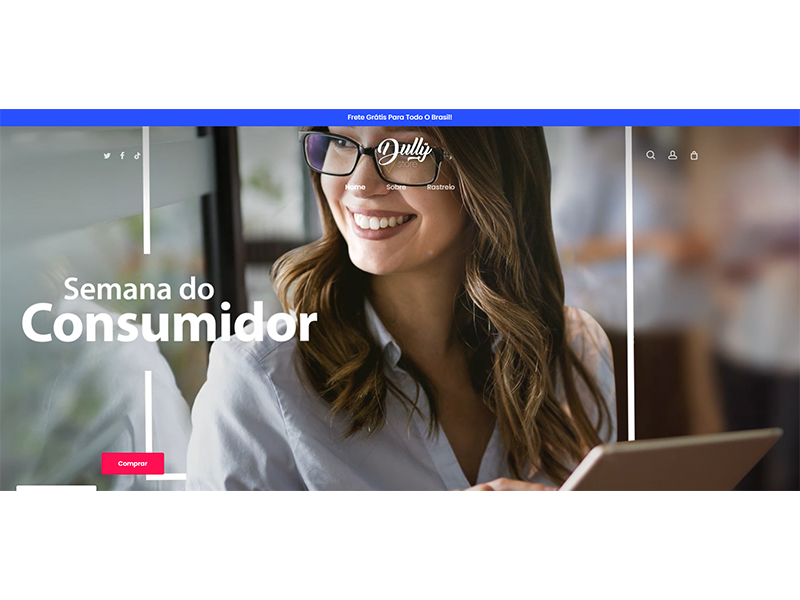 Frete Grátis Para Todo O Brasil!
Dully
store
Home Sobre Rastreio
Semana do
Consumidor
Comprar